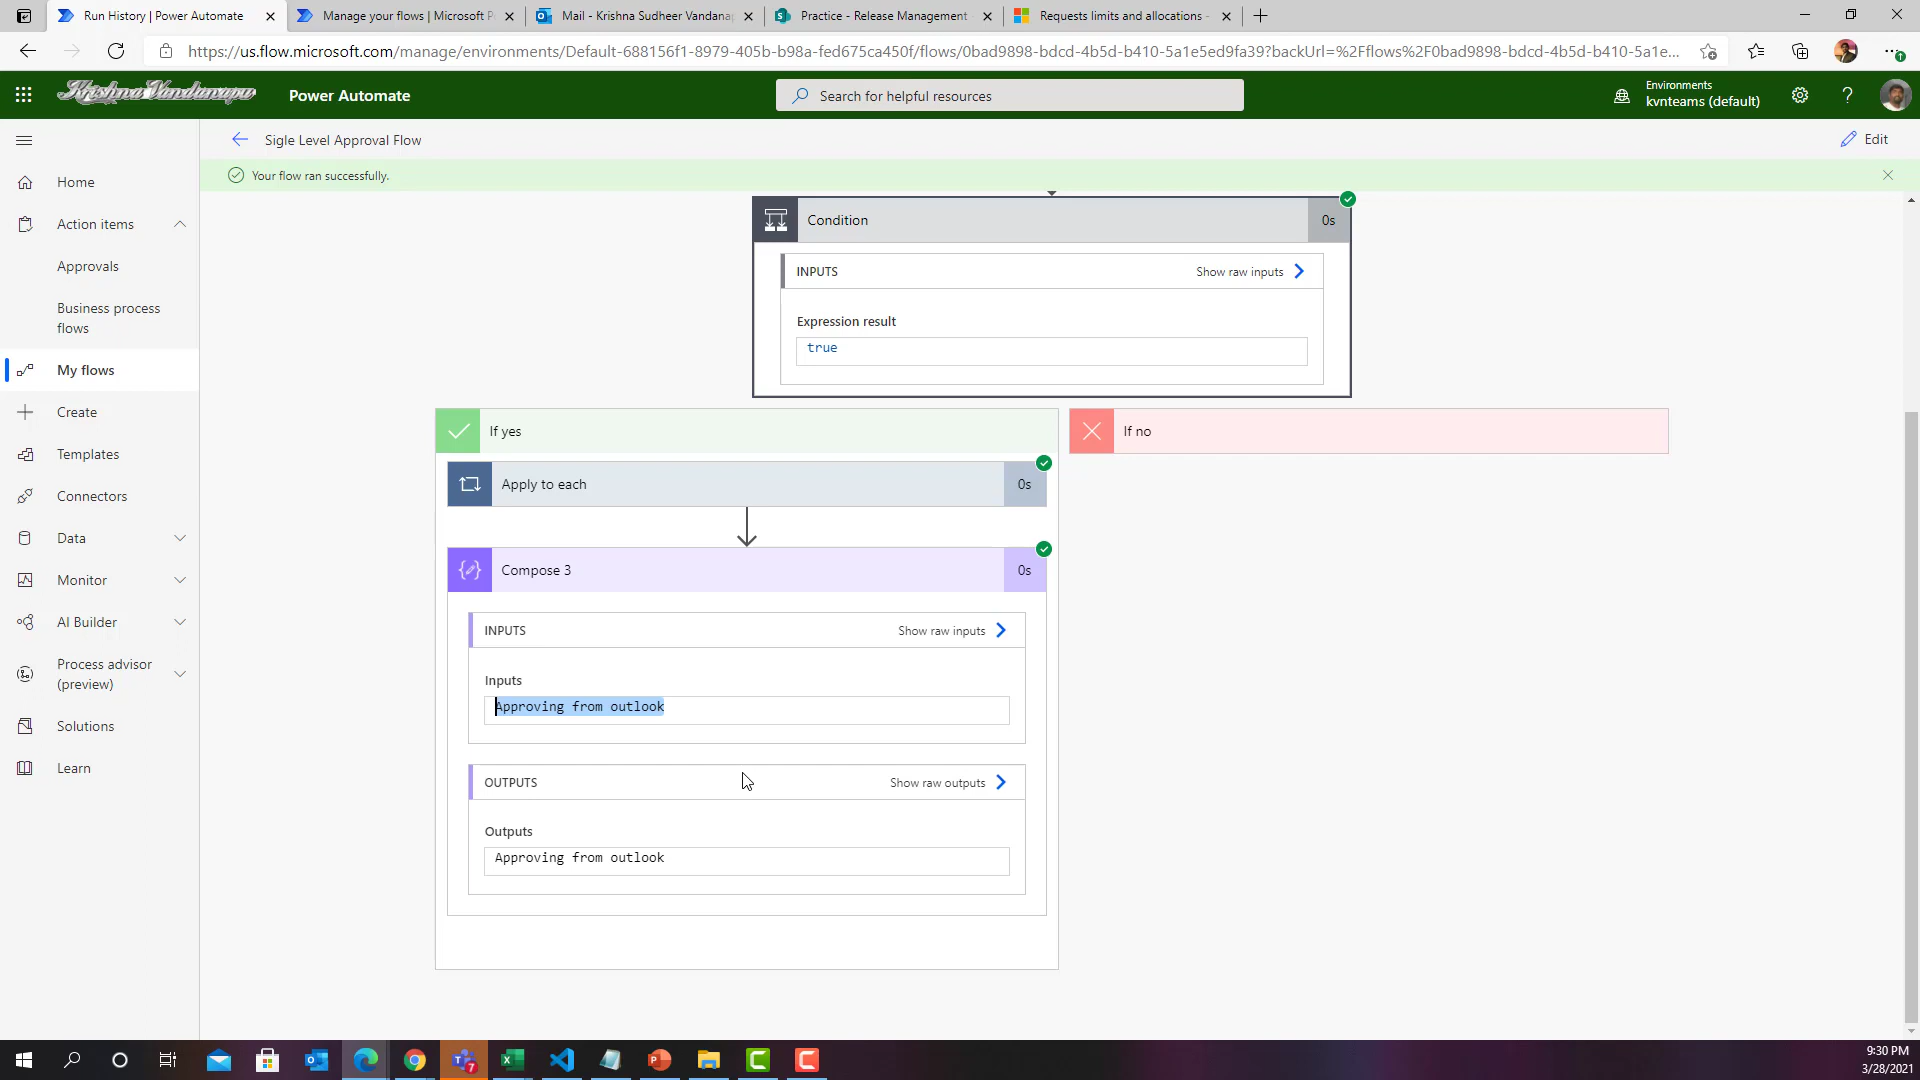 Run History | Power Automate
Manage your flows | Microsoft P
Mail - Krishna Sudheer Vandana
Practice - Release Management
Requests limits and allocations -
https://us.flow.microsoft.com/manage/environments/Default-688156f1-8979-405b-b98a-fed675ca450f/flows/0bad9898-bdcd-4b5d-b410-5a1e5ed9fa39?backUrl=%2Fflows%2F0bad9898-bdcd-4b5d-b410-5a1e...
Krishna Vandanapu
Power Automate
Search for helpful resources
Environments
kvnteams (default)
?
Sigle Level Approval Flow
Edit
Your flow ran successfully.
Home
Action items
Approvals
Business process
flows
My flows
Create
Templates
Connectors
Data
Monitor
AI Builder
Process advisor
(preview)
Solutions
Learn
Condition
0s
INPUTS
Show raw inputs
Expression result
true
If yes
If no
Apply to each
0s
Compose 3
0s
INPUTS
Show raw inputs
Inputs
Approving from outlook
OUTPUTS
Show raw outputs
Outputs
Approving from outlook
7
9:30 PM
3/28/2021